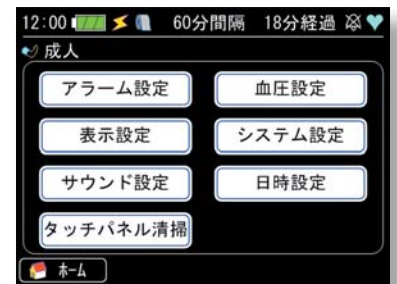 12:00 60分間隔 18分経過
成人
アラーム設定 血圧設定
表示設定 システム設定
サウンド設定 日時設定
タッチパネル清掃
ホーム